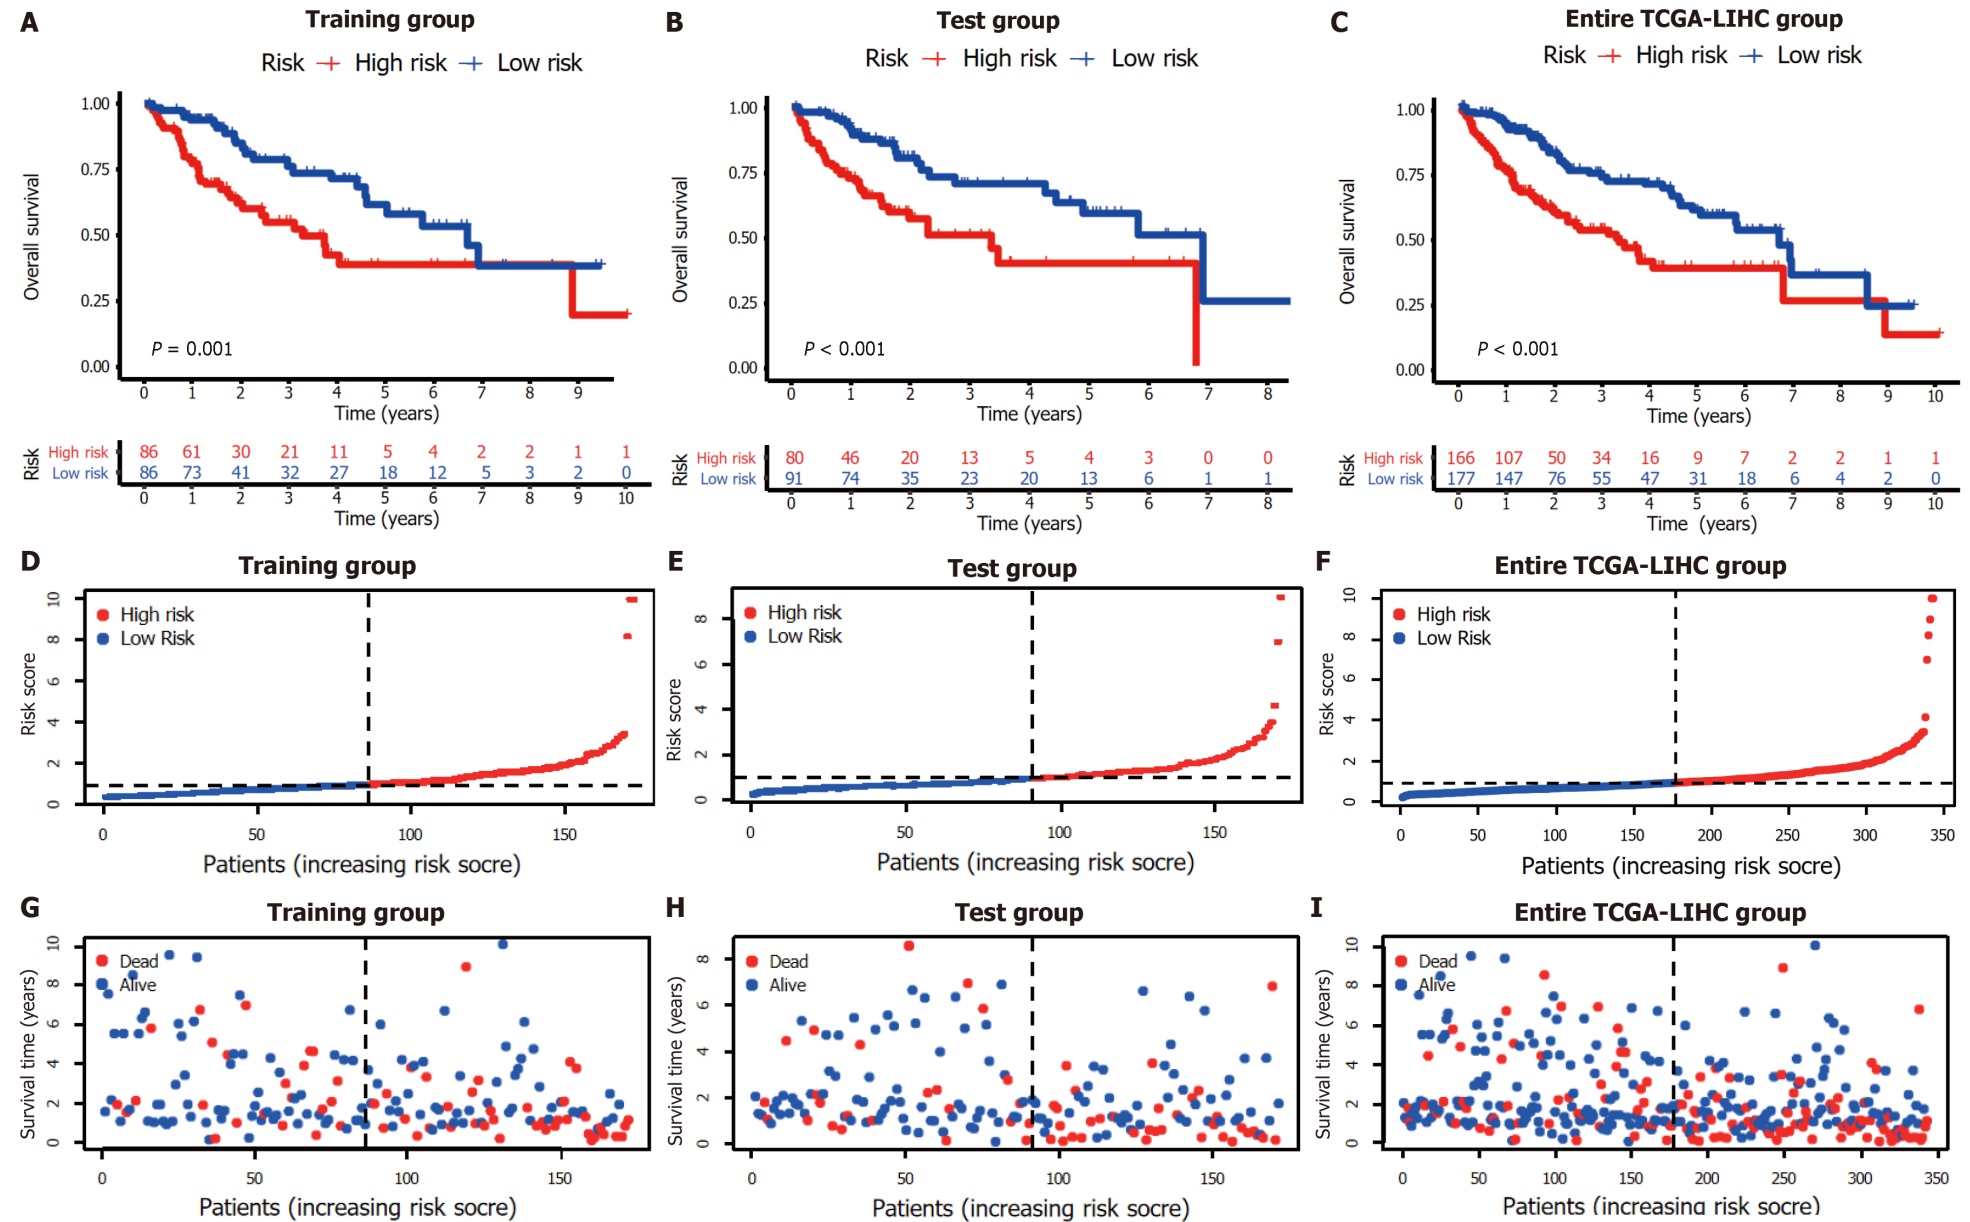 A Training group
Risk High risk Low risk
Overall survival
1.00
0.75
0.50
0.25
0.00
P = 0.001
0 1 2 3 4 5 6 7 8 9
Time (years)
Risk
High risk 86 61 30 21 11 5 4 2 2 1 1
Low risk 86 73 41 32 27 18 12 5 3 2 0
0 1 2 3 4 5 6 7 8 9 10
Time (years)
B Test group
Risk High risk Low risk
Overall survival
1.00
0.75
0.50
0.25
0.00
P < 0.001
0 1 2 3 4 5 6 7 8
Time (years)
Risk
High risk 80 46 20 13 5 4 3 0 0
Low risk 91 74 35 23 20 13 6 1 1
0 1 2 3 4 5 6 7 8
Time (years)
C Entire TCGA-LIHC group
Risk High risk Low risk
Overall survival
1.00
0.75
0.50
0.25
0.00
P < 0.001
0 1 2 3 4 5 6 7 8 9 10
Time (years)
Risk
High risk 166 107 50 34 16 9 7 2 2 1 1
Low risk 177 147 76 55 47 31 18 6 4 2 0
0 1 2 3 4 5 6 7 8 9 10
Time (years)
D Training group
High risk
Low Risk
Risk score
10
8
6
4
2
0
0 50 100 150
Patients (increasing risk socre)
E Test group
High risk
Low Risk
Risk score
8
6
4
2
0
0 50 100 150
Patients (increasing risk socre)
F Entire TCGA-LIHC group
High risk
Low Risk
Risk score
10
8
6
4
2
0
0 50 100 150 200 250 300 350
Patients (increasing risk socre)
G Training group
Dead
Alive
Survival time (years)
10
8
6
4
2
0
0 50 100 150
Patients (increasing risk socre)
H Test group
Dead
Alive
Survival time (years)
8
6
4
2
0
0 50 100 150
Patients (increasing risk socre)
I Entire TCGA-LIHC group
Dead
Alive
Survival time (years)
10
8
6
4
2
0
0 50 100 150 200 250 300 350
Patients (increasing risk socre)